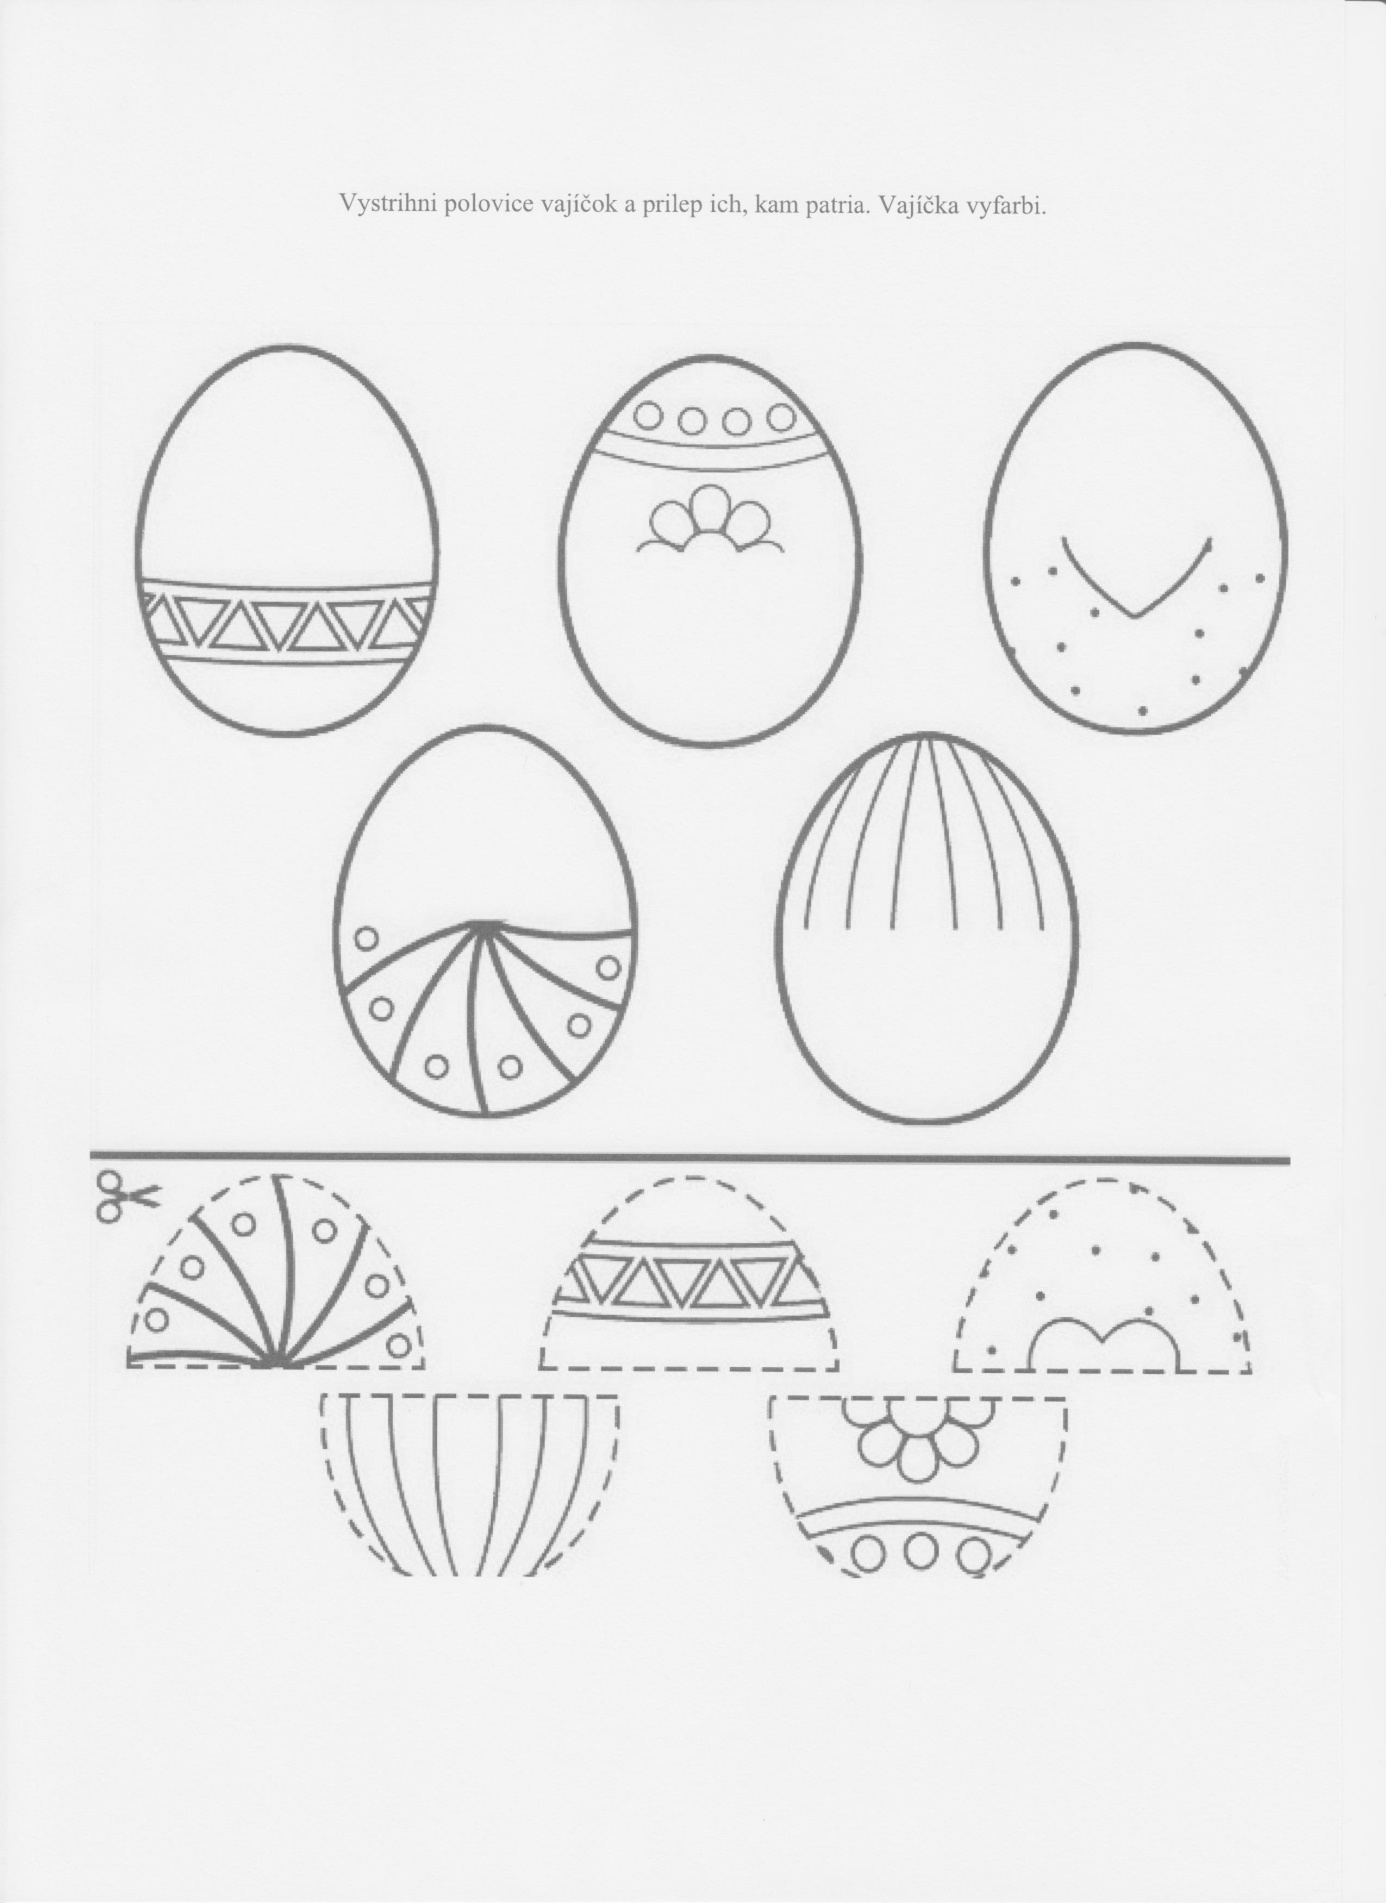 Vystrihni polovice vajíčok a prilep ich, kam patria. Vajíčka vyfarbi.